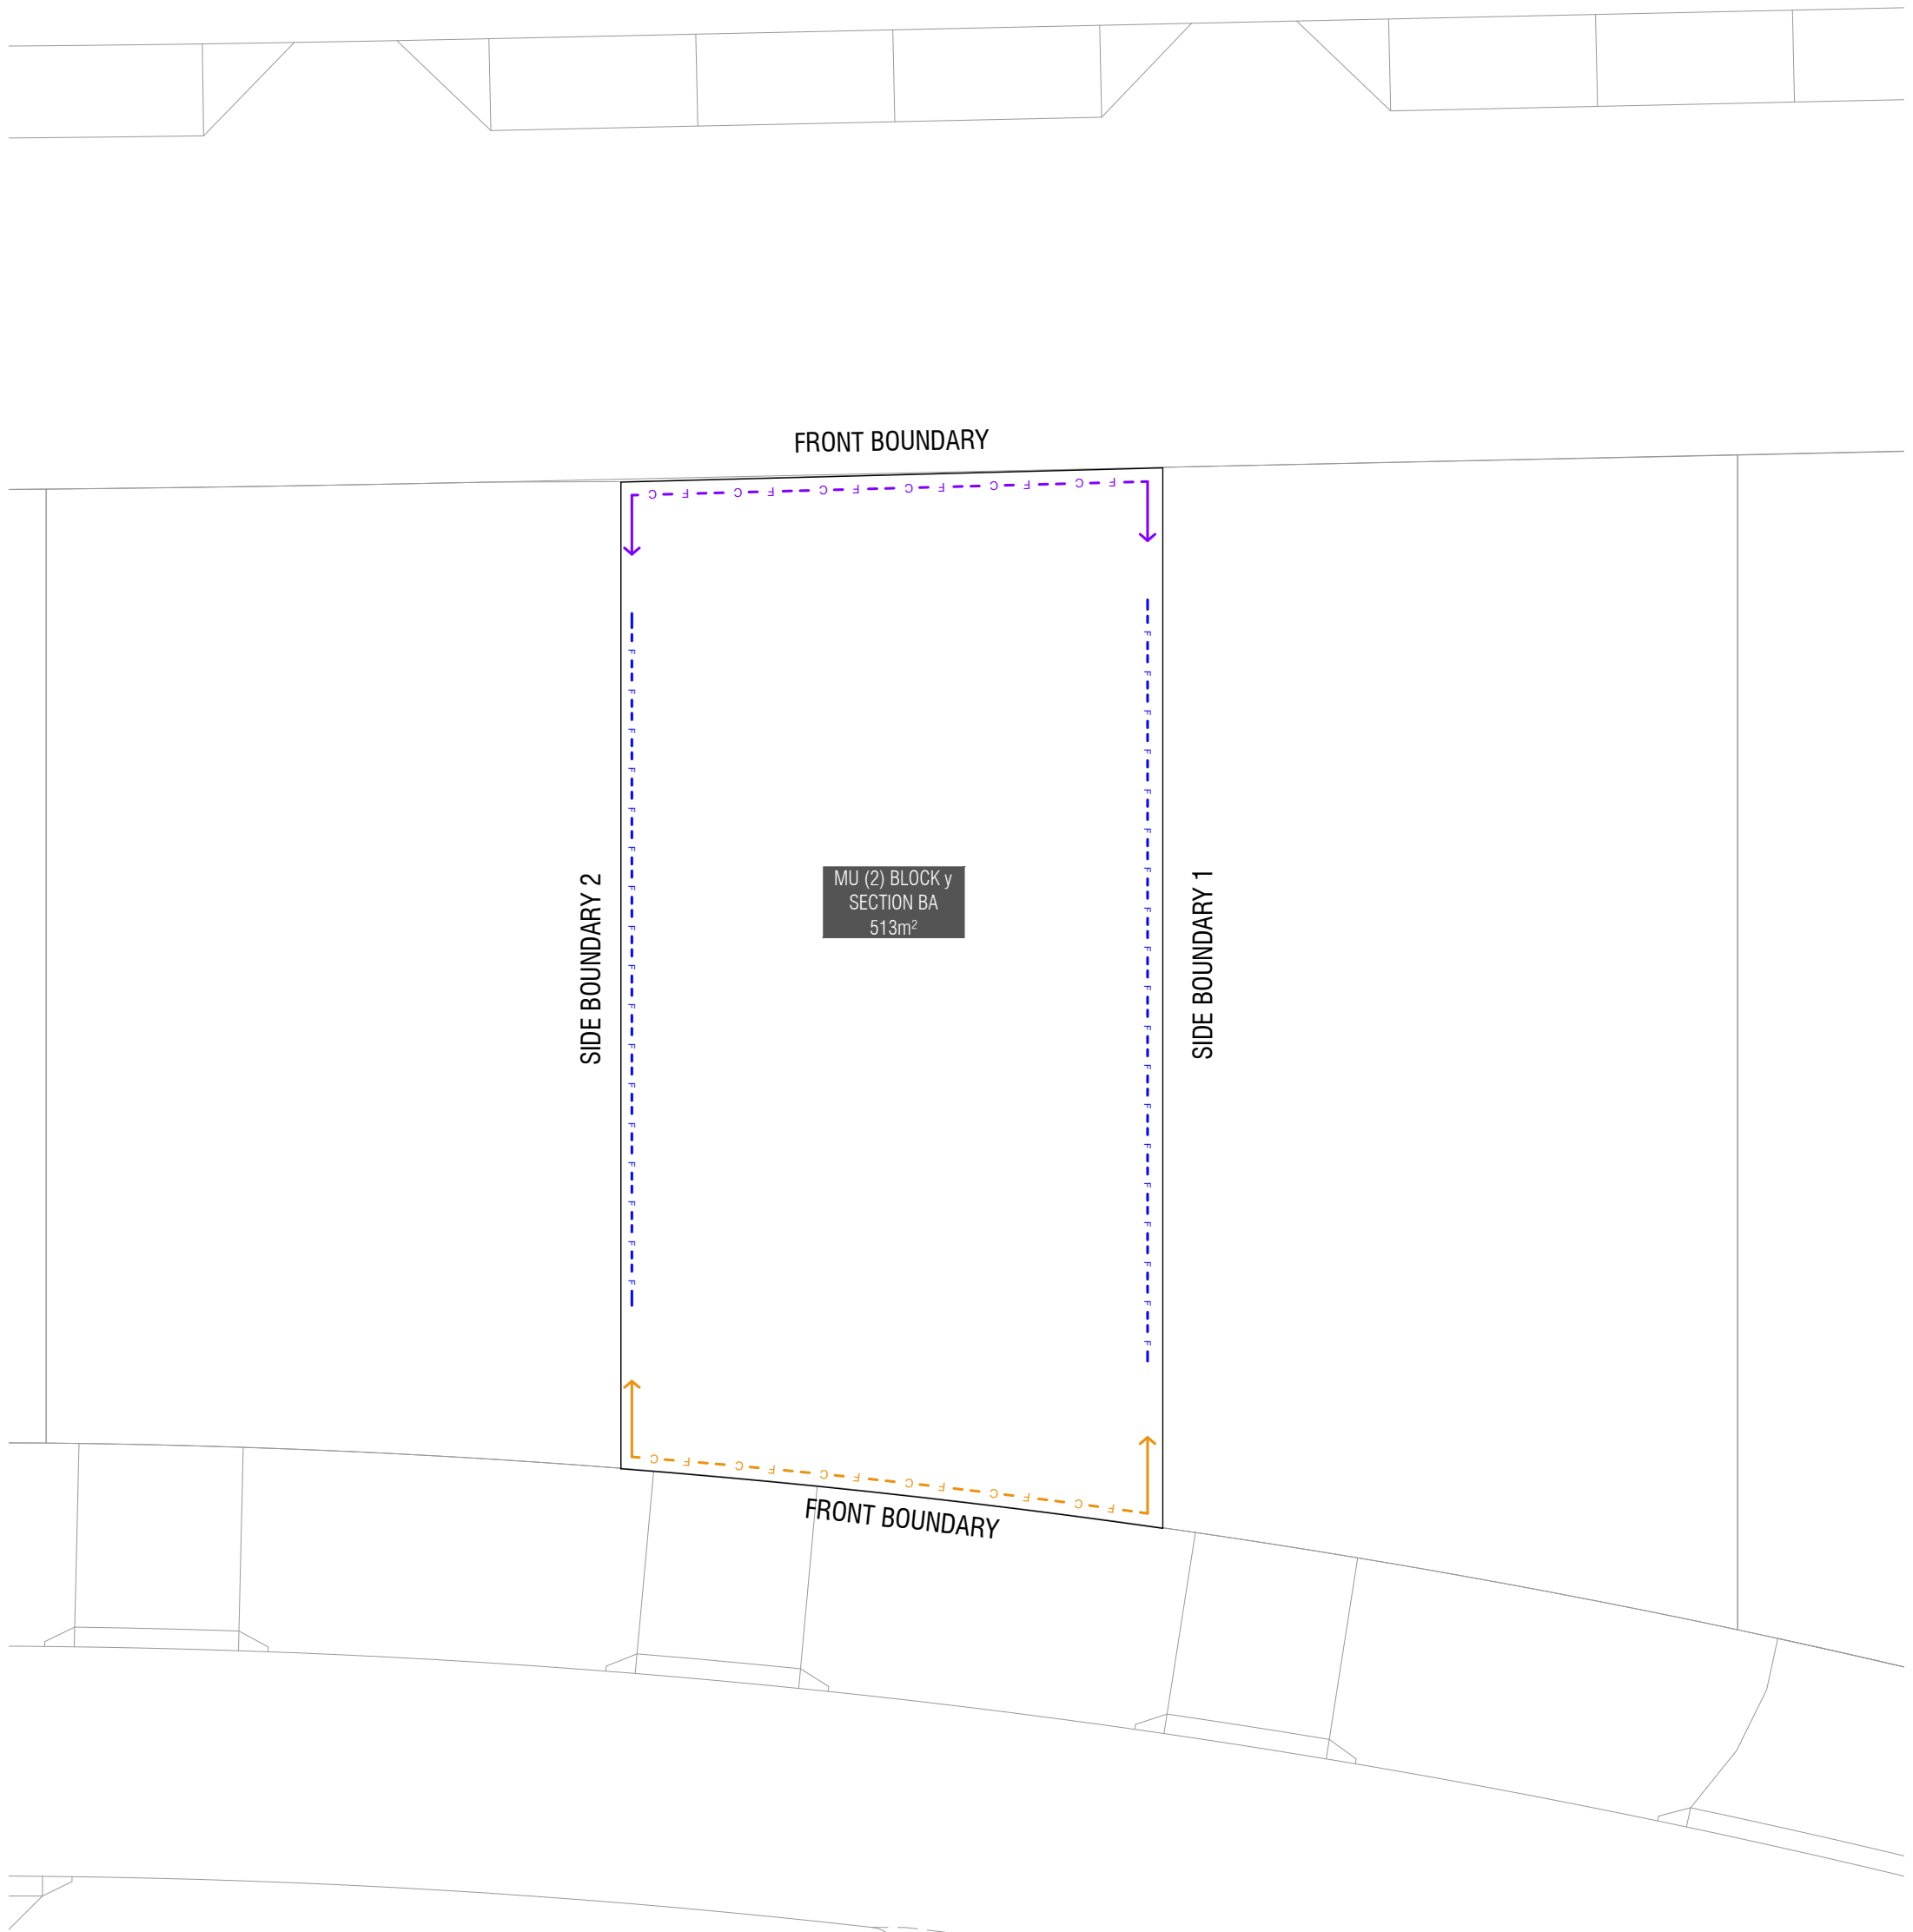 FRONT BOUNDARY
C F C F C F C F C F C F
F F F F F F F F F F F F F F F F F
F F F F F F F F F F F F F F F F F F F
MU (2) BLOCK y
SECTION BA
513m²
SIDE BOUNDARY 2
SIDE BOUNDARY 1
C F C F C F C F C F C F
FRONT BOUNDARY